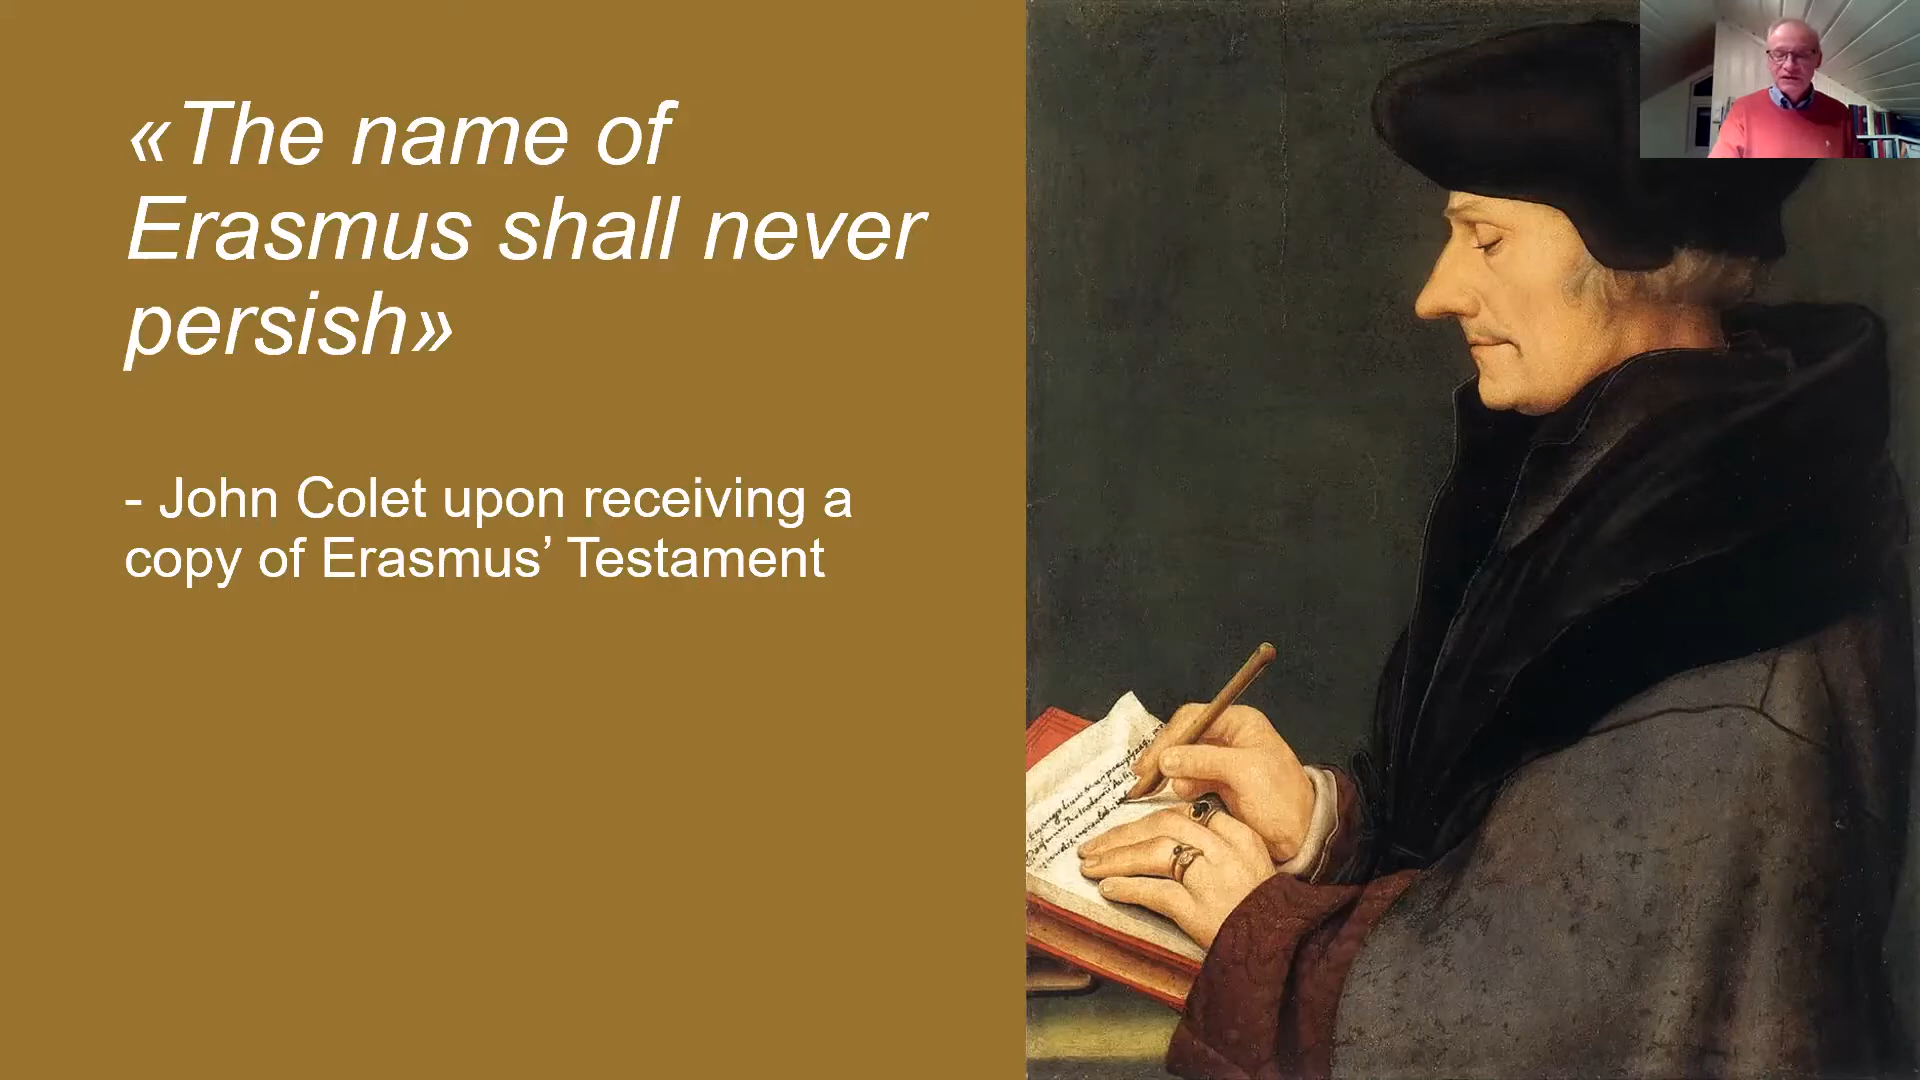 «The name of
Erasmus shall never
persish»
- John Colet upon receiving a
copy of Erasmus’ Testament